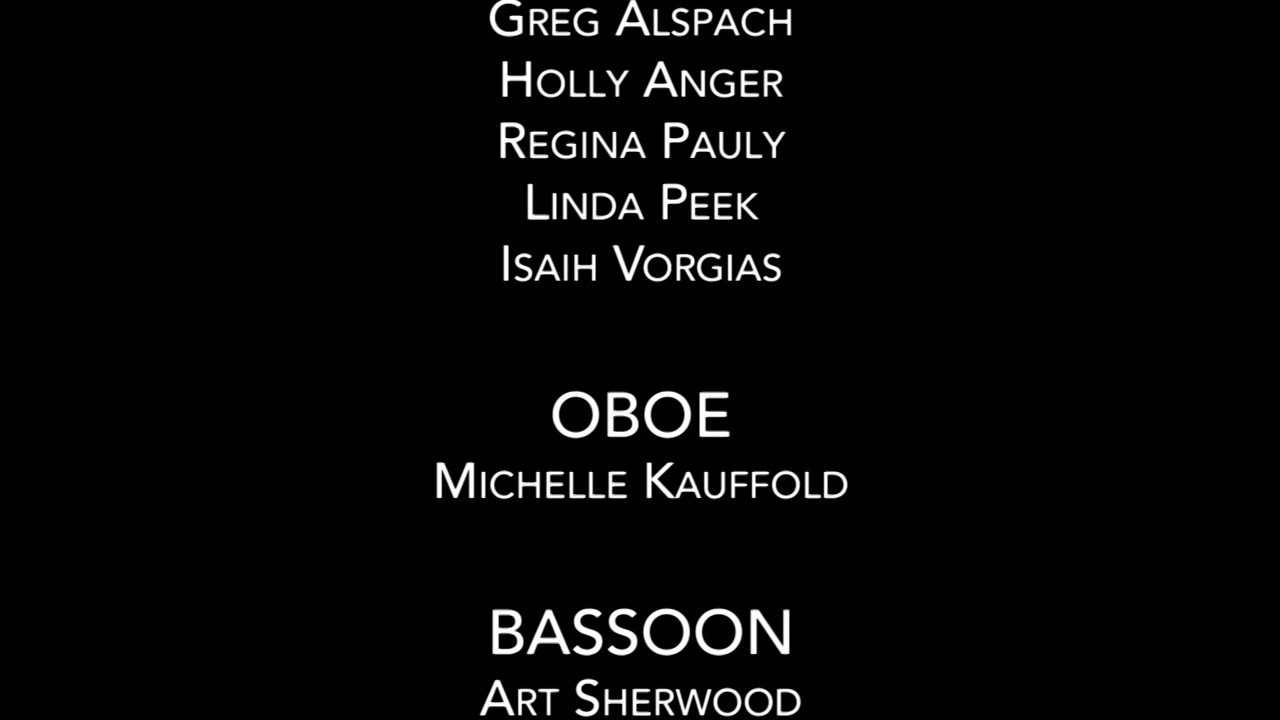 Greg Alspach
Holly Anger
Regina Pauly
Linda Peek
Isaih Vorgias
OBOE
Michelle Kauffold
BASSOON
Art Sherwood